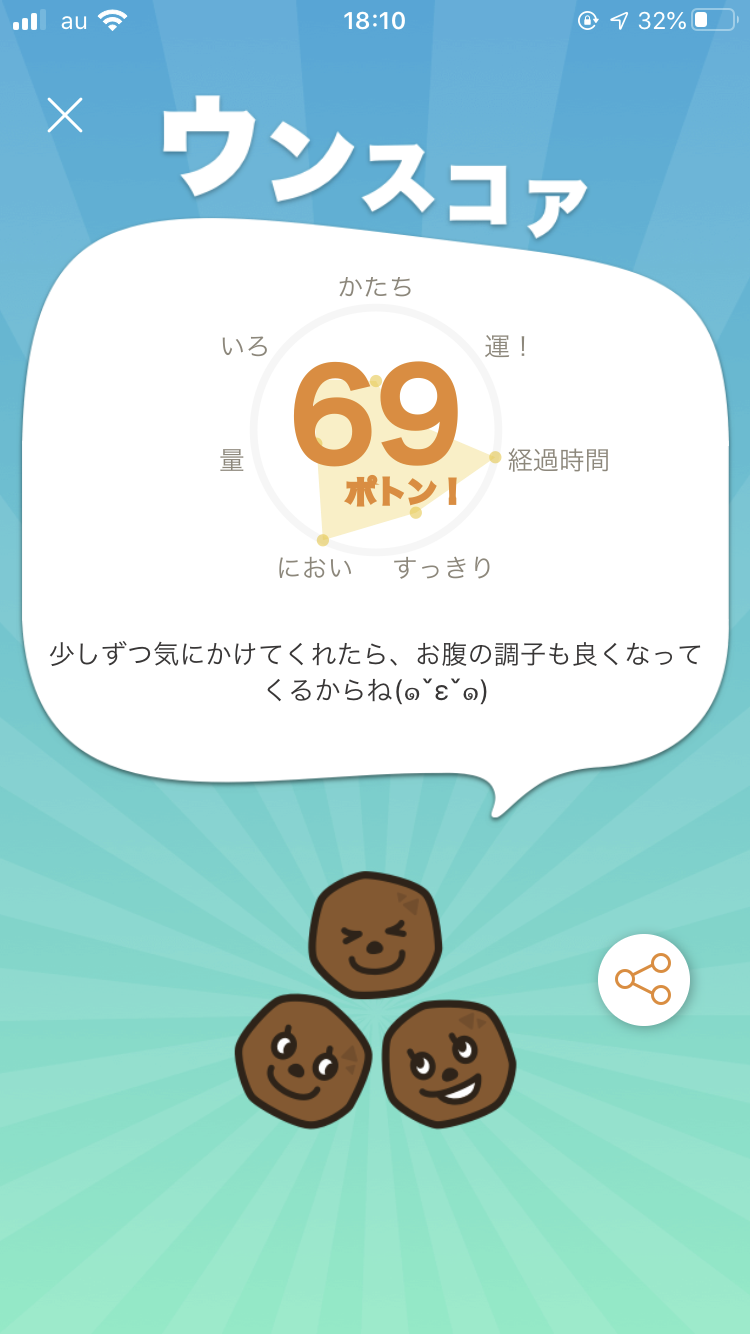 au 18:10 32%
ウンスコア
かたち
いろ
運！
69
量
経過時間
ポトン！
におい
すっきり
少しずつ気にかけてくれたら、お腹の調子も良くなって
くるからね(๑˘ε˘๑)